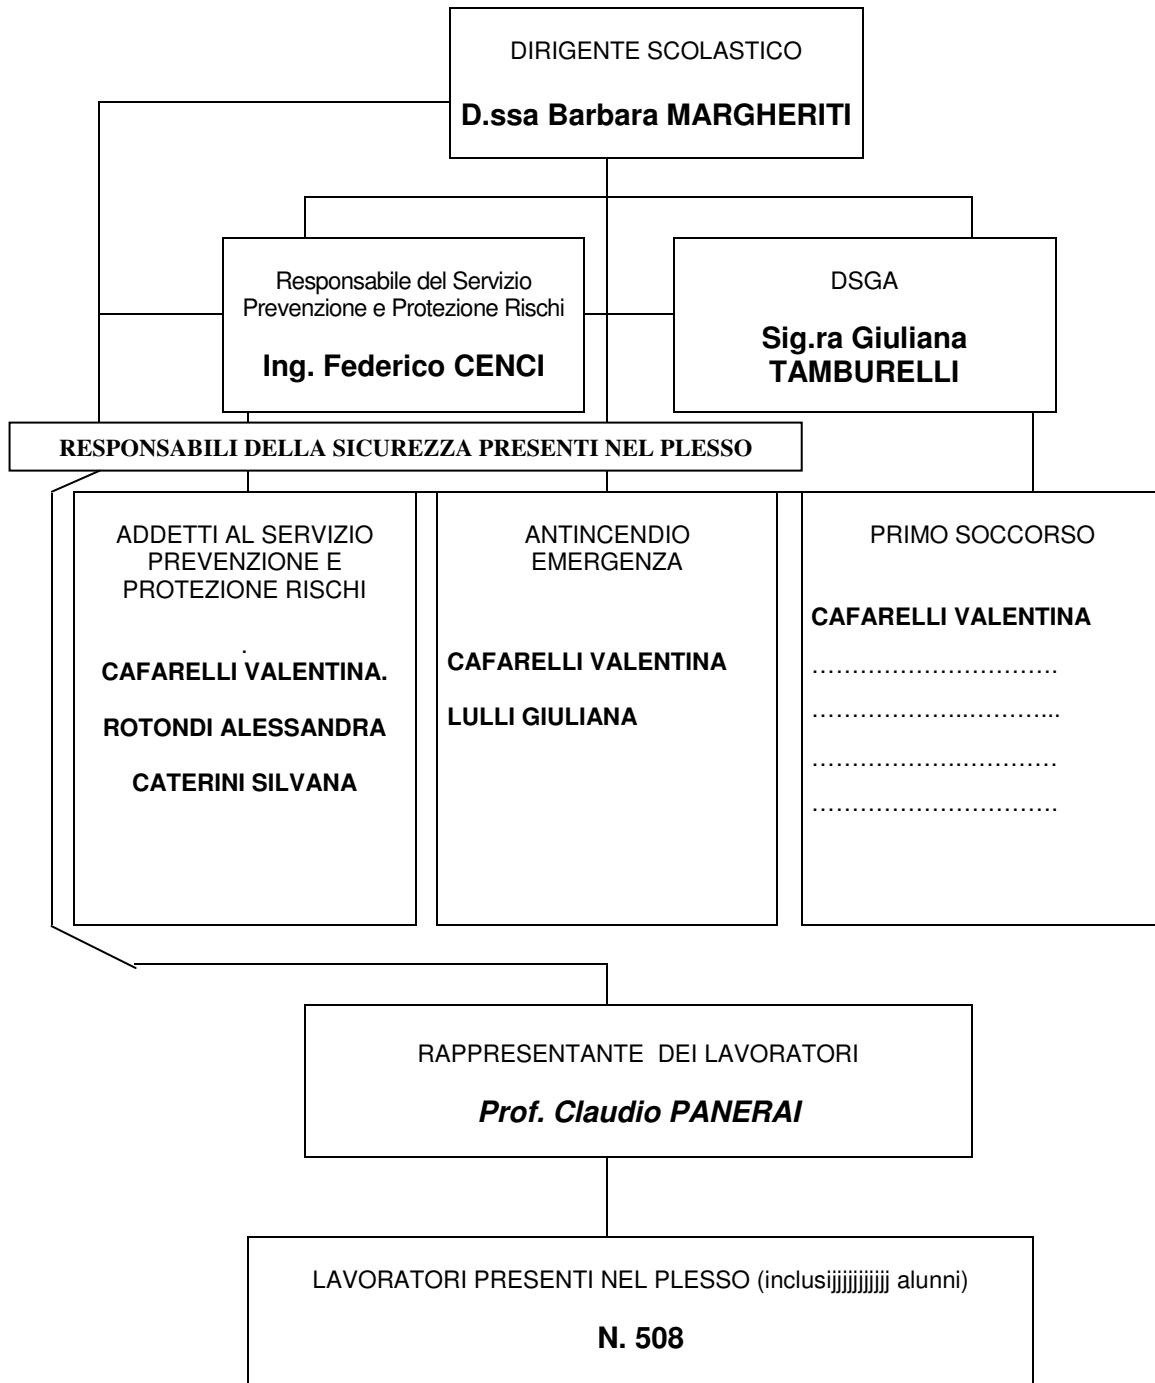 DIRIGENTE SCOLASTICO
D.ssa Barbara MARGHERITI
Responsabile del Servizio
Prevenzione e Protezione Rischi
Ing. Federico CENCI
DSGA
Sig.ra Giuliana
TAMBURELLI
RESPONSABILI DELLA SICUREZZA PRESENTI NEL PLESSO
ADDETTI AL SERVIZIO
PREVENZIONE E
PROTEZIONE RISCHI
.
CAFARELLI VALENTINA.
ROTONDI ALESSANDRA
CATERINI SILVANA
ANTINCENDIO
EMERGENZA
CAFARELLI VALENTINA
LULLI GIULIANA
PRIMO SOCCORSO
CAFARELLI VALENTINA
………………………….
………………..………...
……………….…………
………………………….
RAPPRESENTANTE  DEI LAVORATORI
Prof. Claudio PANERAI
LAVORATORI PRESENTI NEL PLESSO (inclusijjjjjjjjjjj alunni)
N. 508